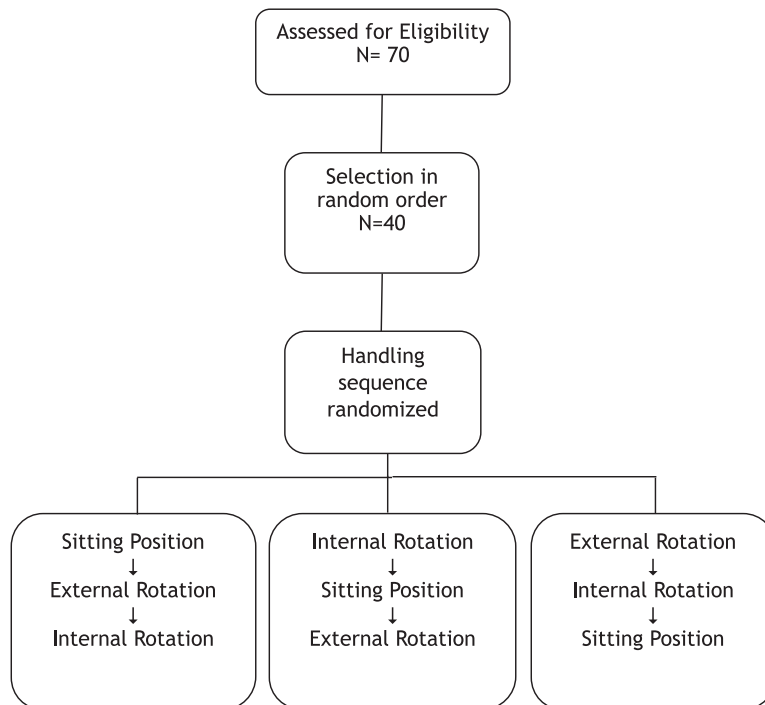 Assessed for Eligibility
N= 70
Selection in
random order
N=40
Handling
sequence
randomized
Sitting Position
↓
External Rotation
↓
Internal Rotation
Internal Rotation
↓
Sitting Position
↓
External Rotation
External Rotation
↓
Internal Rotation
↓
Sitting Position